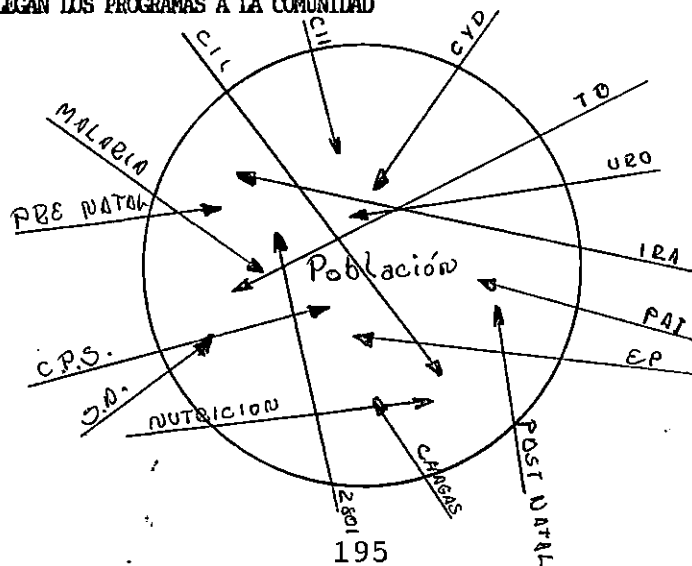 LLEGAN LOS PROGRAMAS A LA COMUNIDAD
CIL
CII
CYD
TB
URO
MALARIA
PRE NATAL
IRA
Población
PAI
EP
C.P.S.
S.D.
NUTRICION
CHAGAS
POST NATAL
2801
195